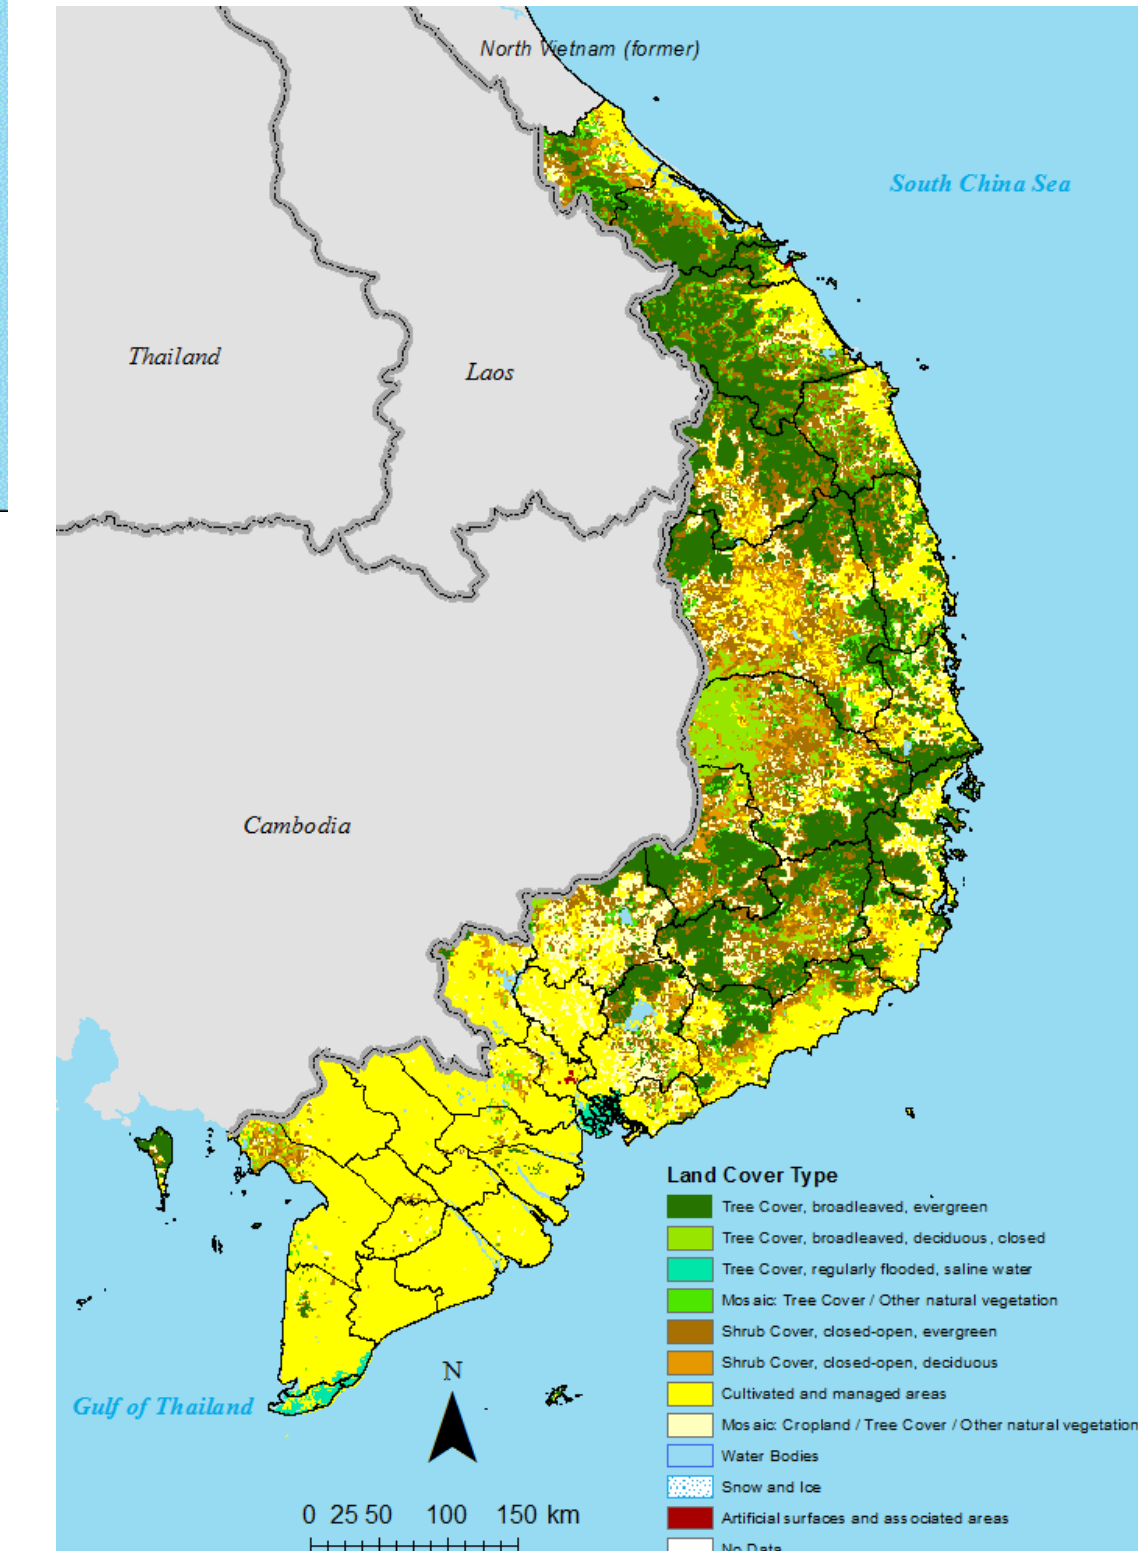 North Vietnam (former)
South China Sea
Thailand
Laos
Cambodia
Land Cover Type
Tree Cover, broadleaved, evergreen
Tree Cover, broadleaved, deciduous, closed
Tree Cover, regularly flooded, saline water
Mosaic: Tree Cover / Other natural vegetation
Shrub Cover, closed-open, evergreen
Shrub Cover, closed-open, deciduous
Cultivated and managed areas
Mosaic: Cropland / Tree Cover / Other natural vegetation
Water Bodies
Snow and Ice
Artificial surfaces and associated areas
No Data
N
Gulf of Thailand
0 25 50 100 150 km